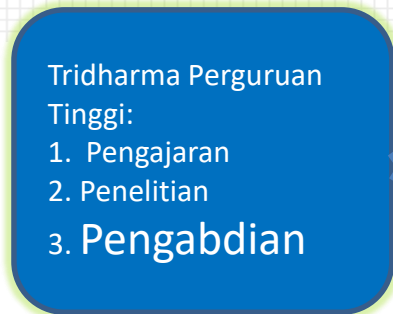 Tridharma Perguruan
Tinggi:
1. Pengajaran
2. Penelitian
3. Pengabdian